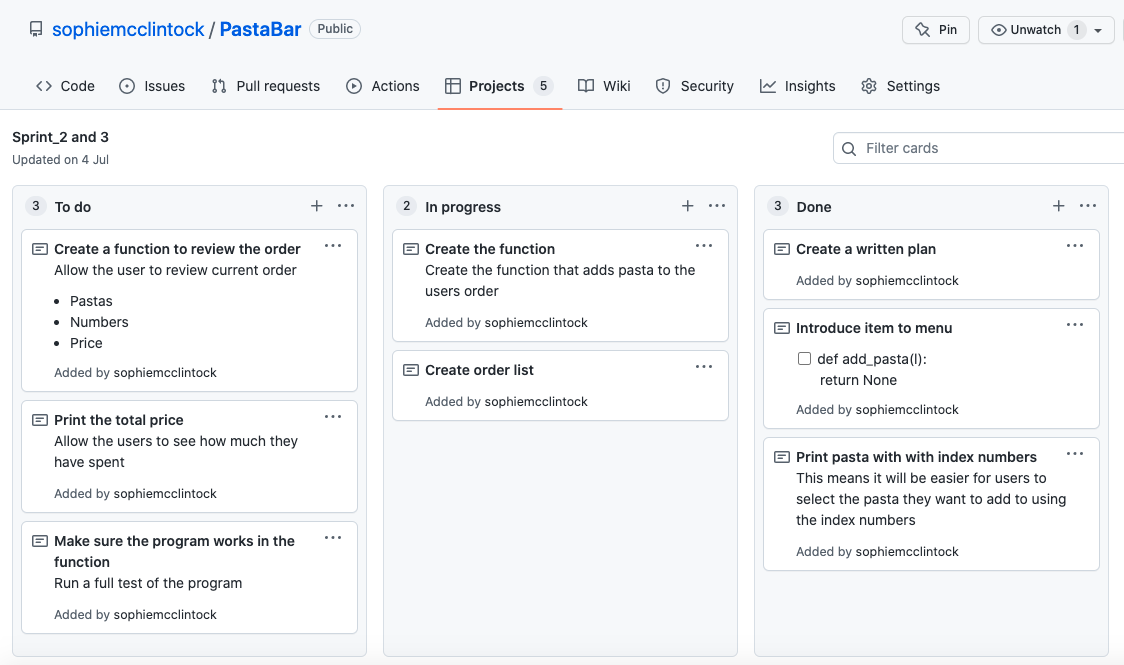 sophiemcclintock / PastaBar Public
Pin
Unwatch 1
Code
Issues
Pull requests
Actions
Projects 5
Wiki
Security
Insights
Settings
Sprint_2 and 3
Updated on 4 Jul
Filter cards
3 To do
Create a function to review the order
Allow the user to review current order
• Pastas
• Numbers
• Price
Added by sophiemcclintock
Print the total price
Allow the users to see how much they
have spent
Added by sophiemcclintock
Make sure the program works in the
function
Run a full test of the program
Added by sophiemcclintock
2 In progress
Create the function
Create the function that adds pasta to the
users order
Added by sophiemcclintock
Create order list
Added by sophiemcclintock
3 Done
Create a written plan
Added by sophiemcclintock
Introduce item to menu
def add_pasta(l):
return None
Added by sophiemcclintock
Print pasta with with index numbers
This means it will be easier for users to
select the pasta they want to add to using
the index numbers
Added by sophiemcclintock